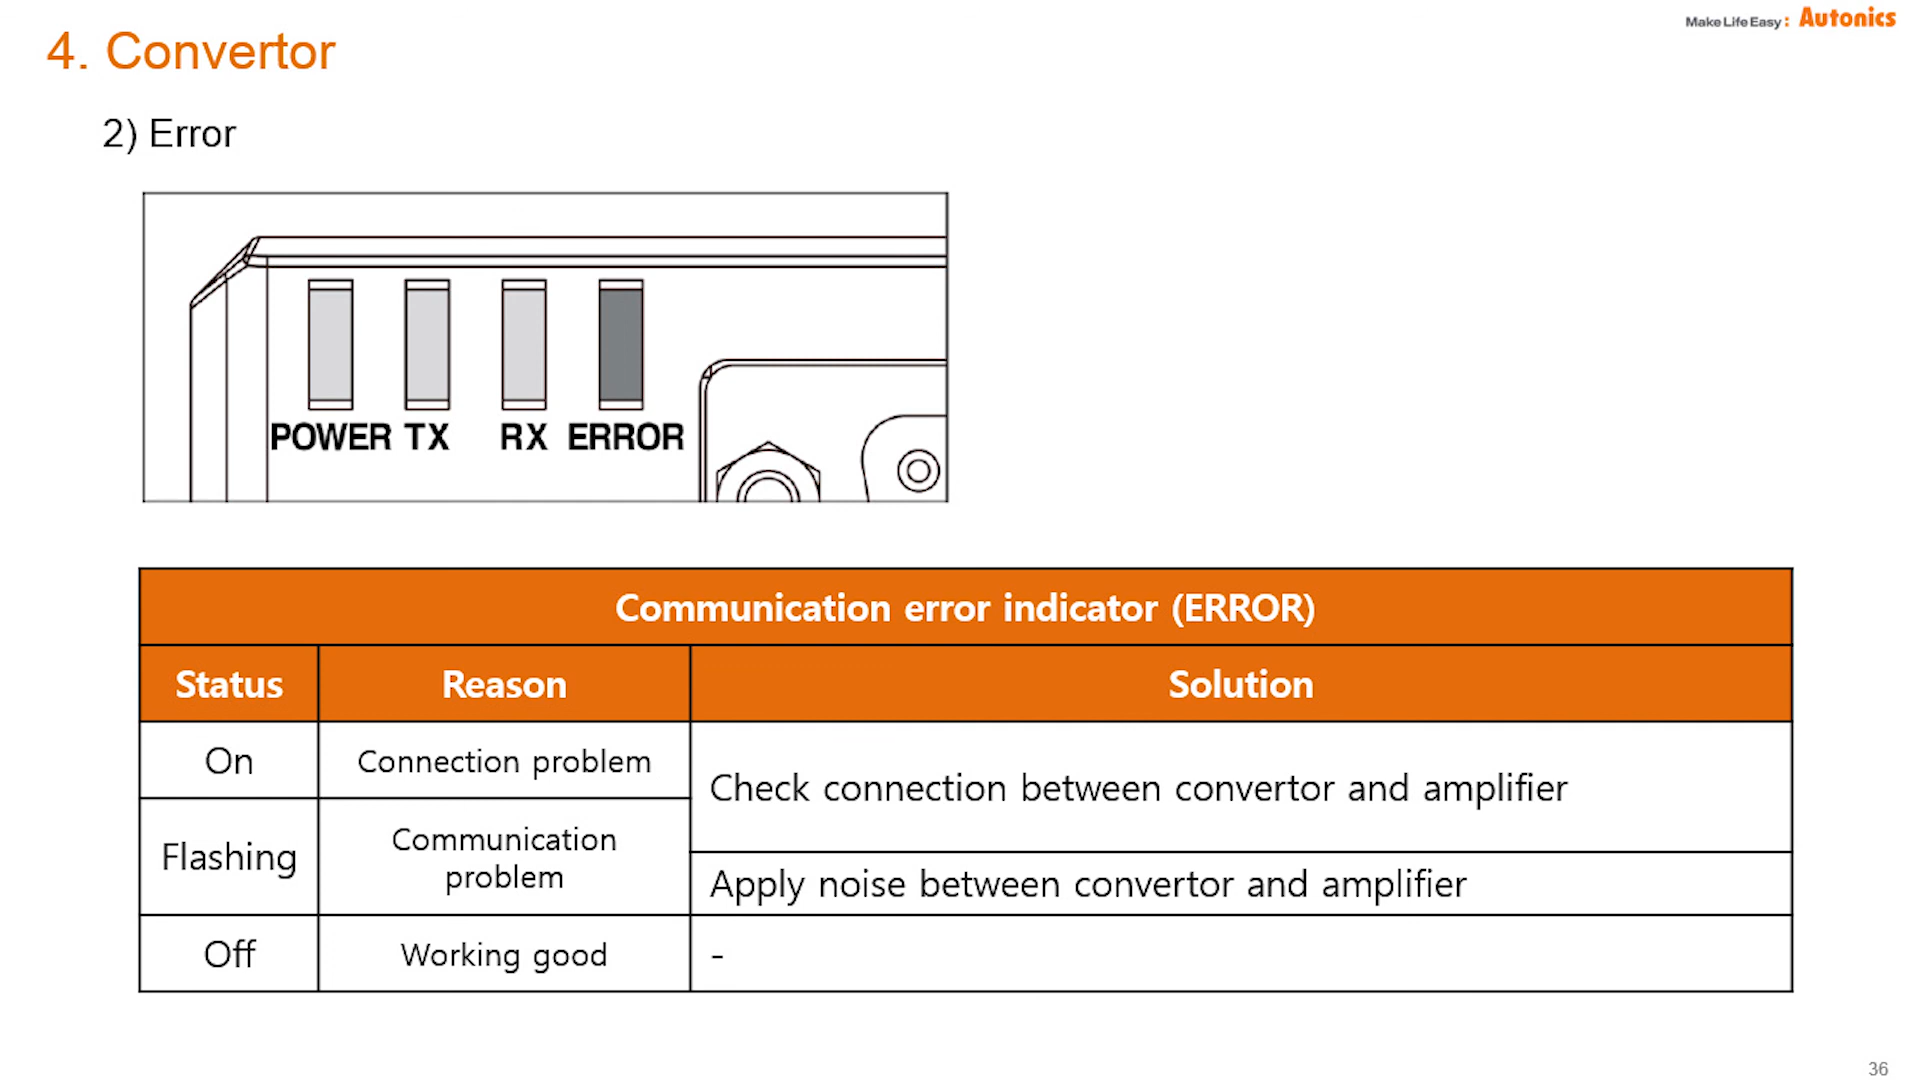 Make Life Easy: Autonics
4. Convertor
2) Error
POWER TX RX ERROR
Communication error indicator (ERROR)
Status Reason Solution
On Connection problem
Check connection between convertor and amplifier
Flashing
Communication
problem
Apply noise between convertor and amplifier
Off Working good -
36